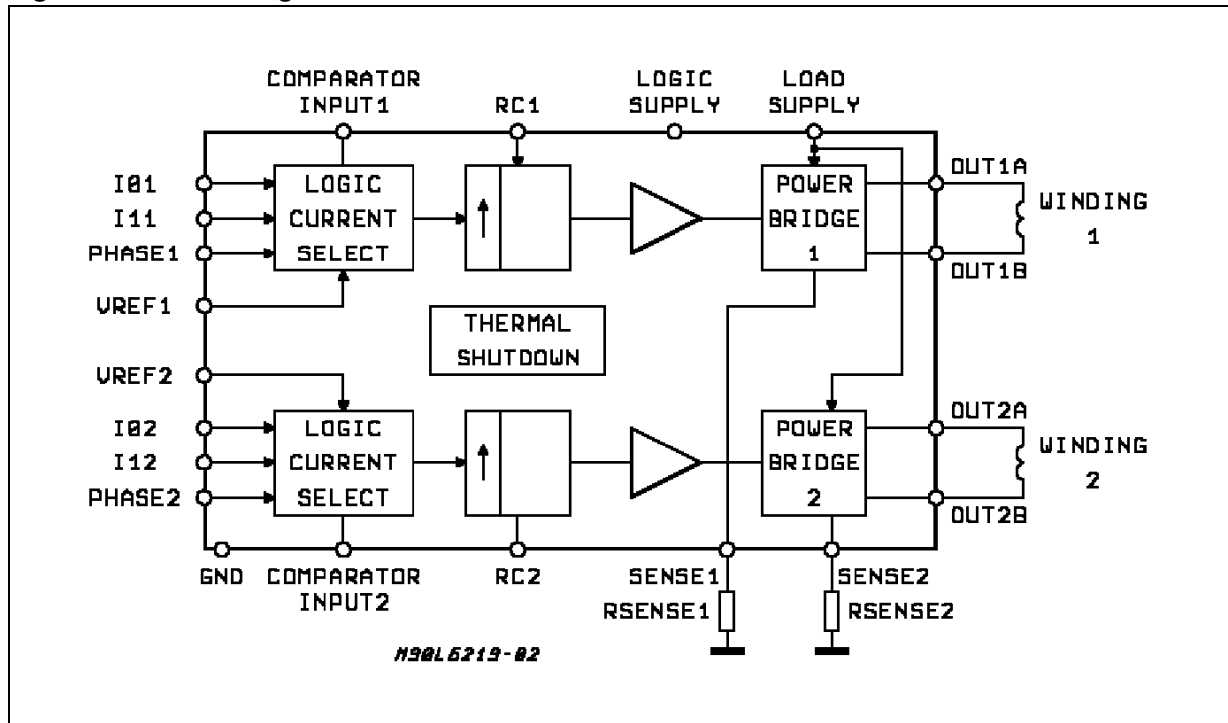 COMPARATOR
INPUT1
RC1
LOGIC
SUPPLY
LOAD
SUPPLY
I01
I11
PHASE1
VREF1
LOGIC
CURRENT
SELECT
POWER
BRIDGE
1
OUT1A
OUT1B
WINDING
1
THERMAL
SHUTDOWN
VREF2
I02
I12
PHASE2
LOGIC
CURRENT
SELECT
POWER
BRIDGE
2
OUT2A
OUT2B
WINDING
2
GND
COMPARATOR
INPUT2
RC2
SENSE1
RSENSE1
SENSE2
RSENSE2
M90L6219-02